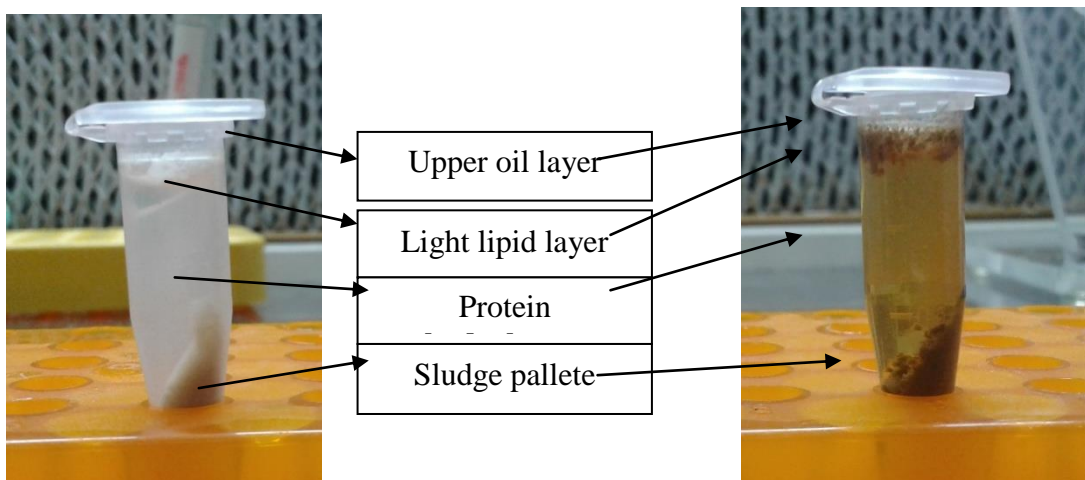 Upper oil layer
Light lipid layer
Protein
Sludge pallete